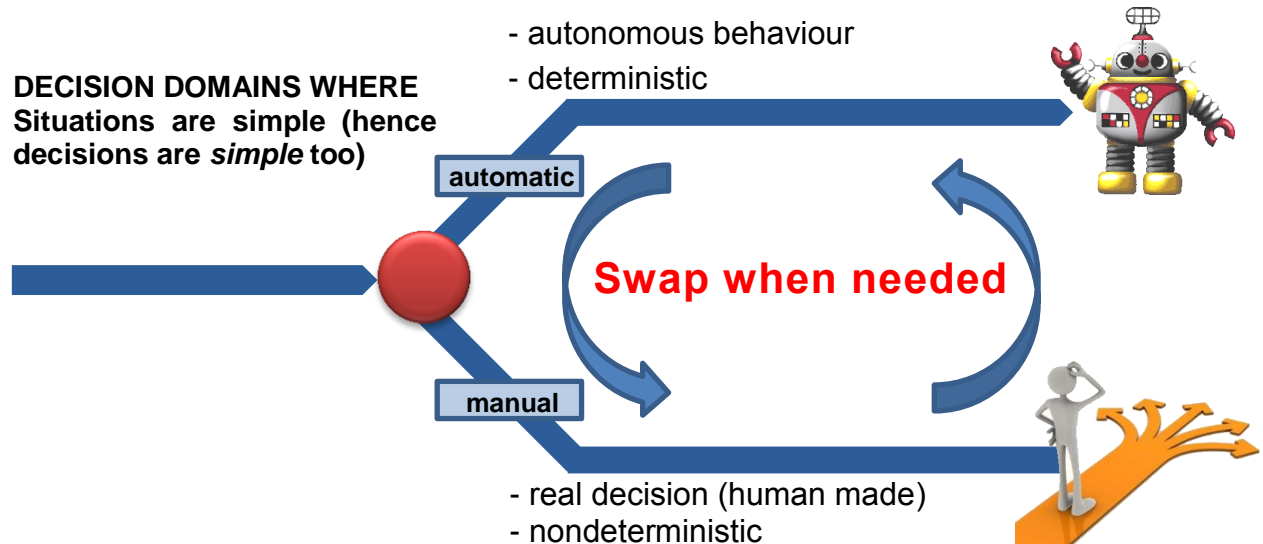 - autonomous behaviour
- deterministic
DECISION DOMAINS WHERE
Situations are simple (hence
decisions are simple too)
automatic
Swap when needed
manual
- real decision (human made)
- nondeterministic